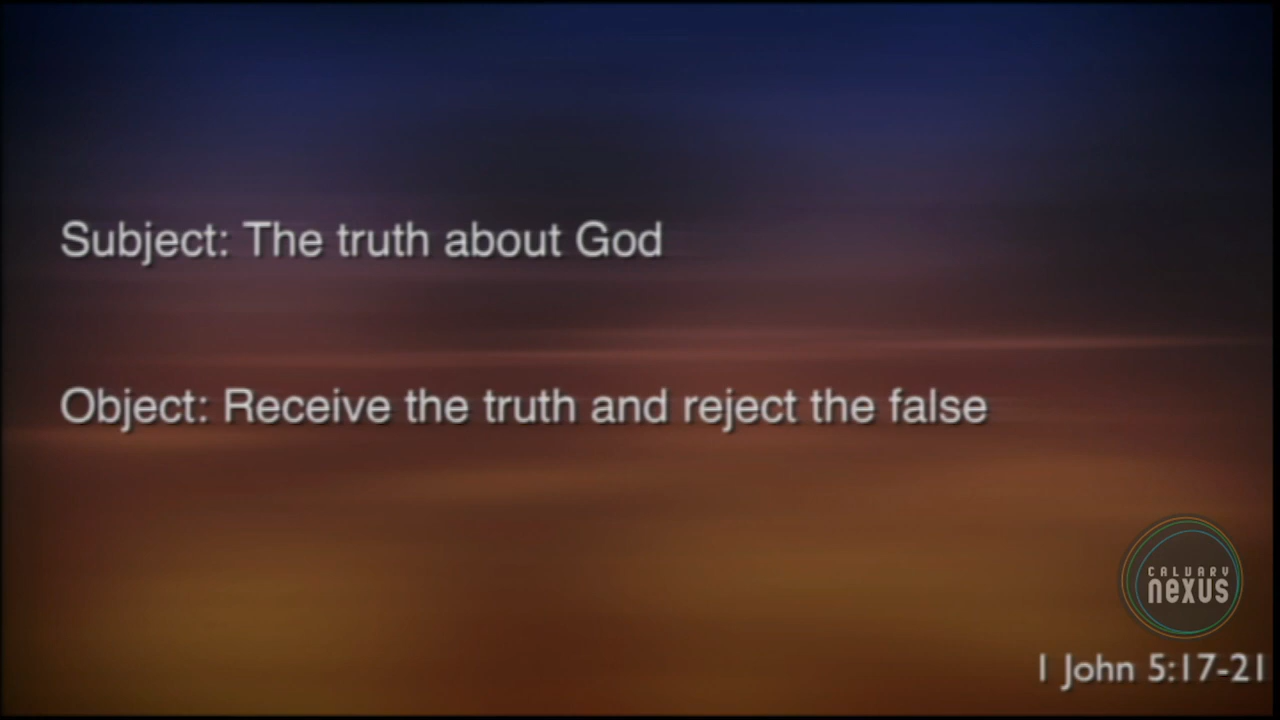 Subject: The truth about God
Object: Receive the truth and reject the false
CALVARY
nexus
1 John 5:17-21